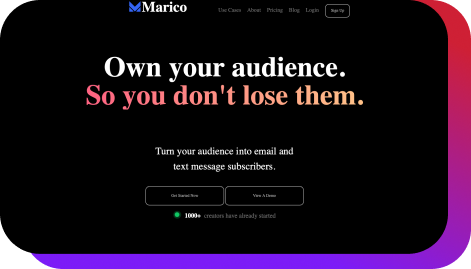 Marico
Use Cases About Pricing Blog Login Sign Up
Own your audience.
So you don't lose them.
Turn your audience into email and
text message subscribers.
Get Started Now View A Demo
1000+ creators have already started